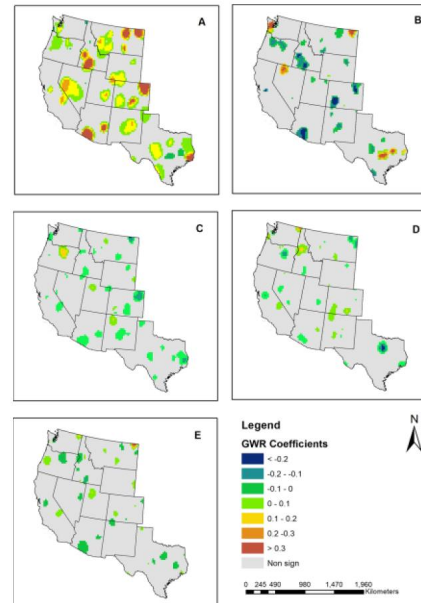 A
B
C
D
E
N
Legend
GWR Coefficients
< -0.2
-0.2 - -0.1
-0.1 - 0
0 - 0.1
0.1 - 0.2
0.2 -0.3
> 0.3
Non sign
0 245 490 980 1,470 1,960
Kilometers